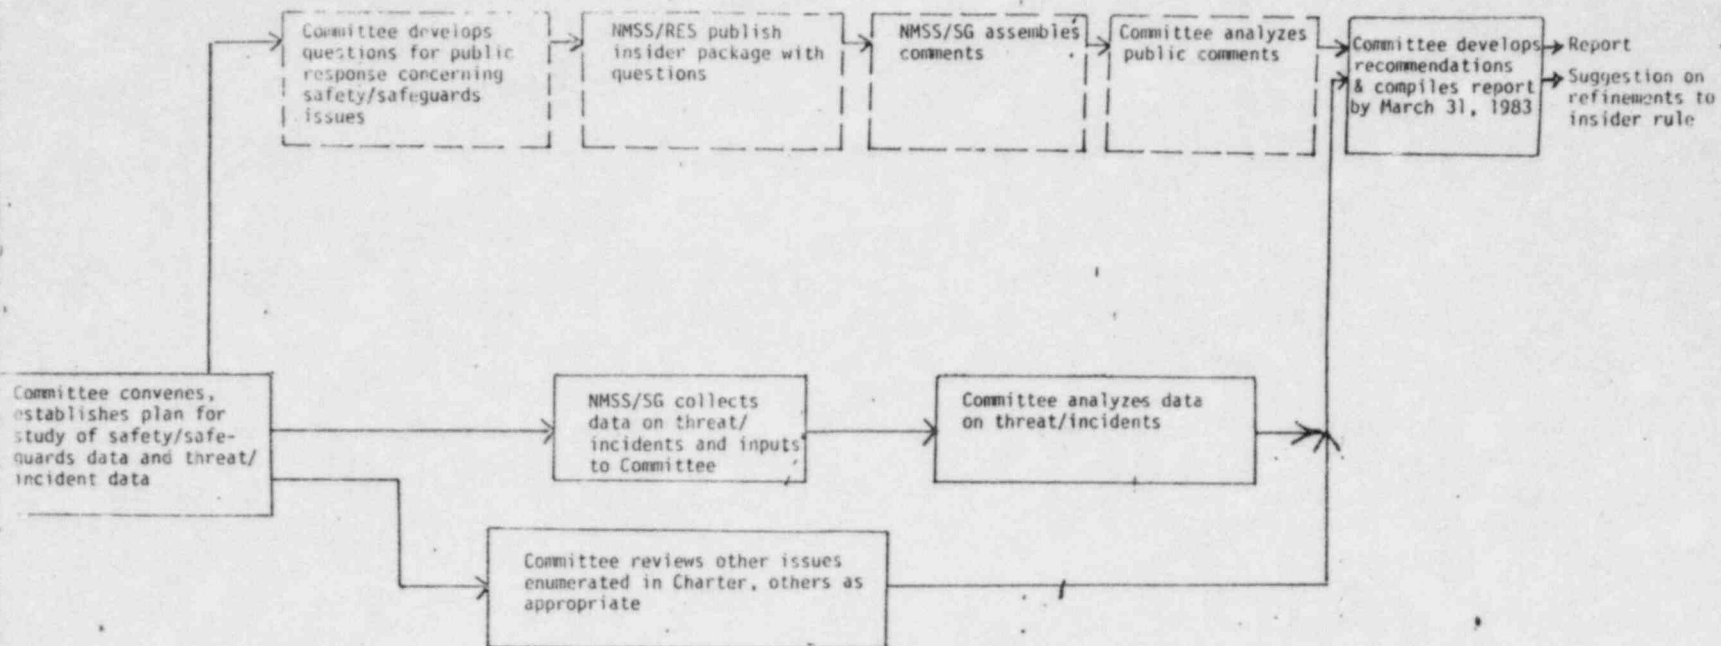 Committee develops
questions for public
response concerning
safety/safeguards
issues
NMSS/RES publish
insider package with
questions
NMSS/SG assembles
comments
Committee analyzes
public comments
Committee develops
recommendations
& compiles report
by March 31, 1983
Report
Suggestion on
refinements to
insider rule
Committee convenes,
establishes plan for
study of safety/safe-
guards data and threat/
incident data
NMSS/SG collects
data on threat/
incidents and inputs
to Committee
Committee analyzes data
on threat/incidents
Committee reviews other issues
enumerated in Charter, others as
appropriate